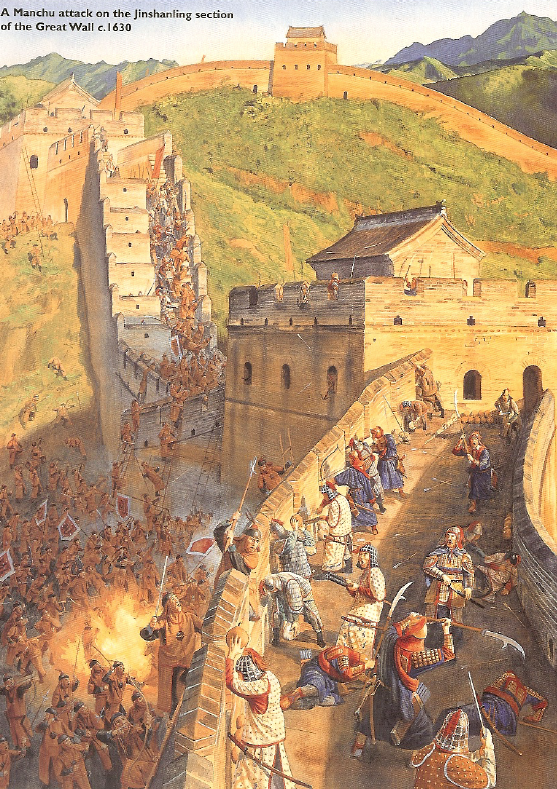 A Manchu attack on the Jinshanling section
of the Great Wall c.1630